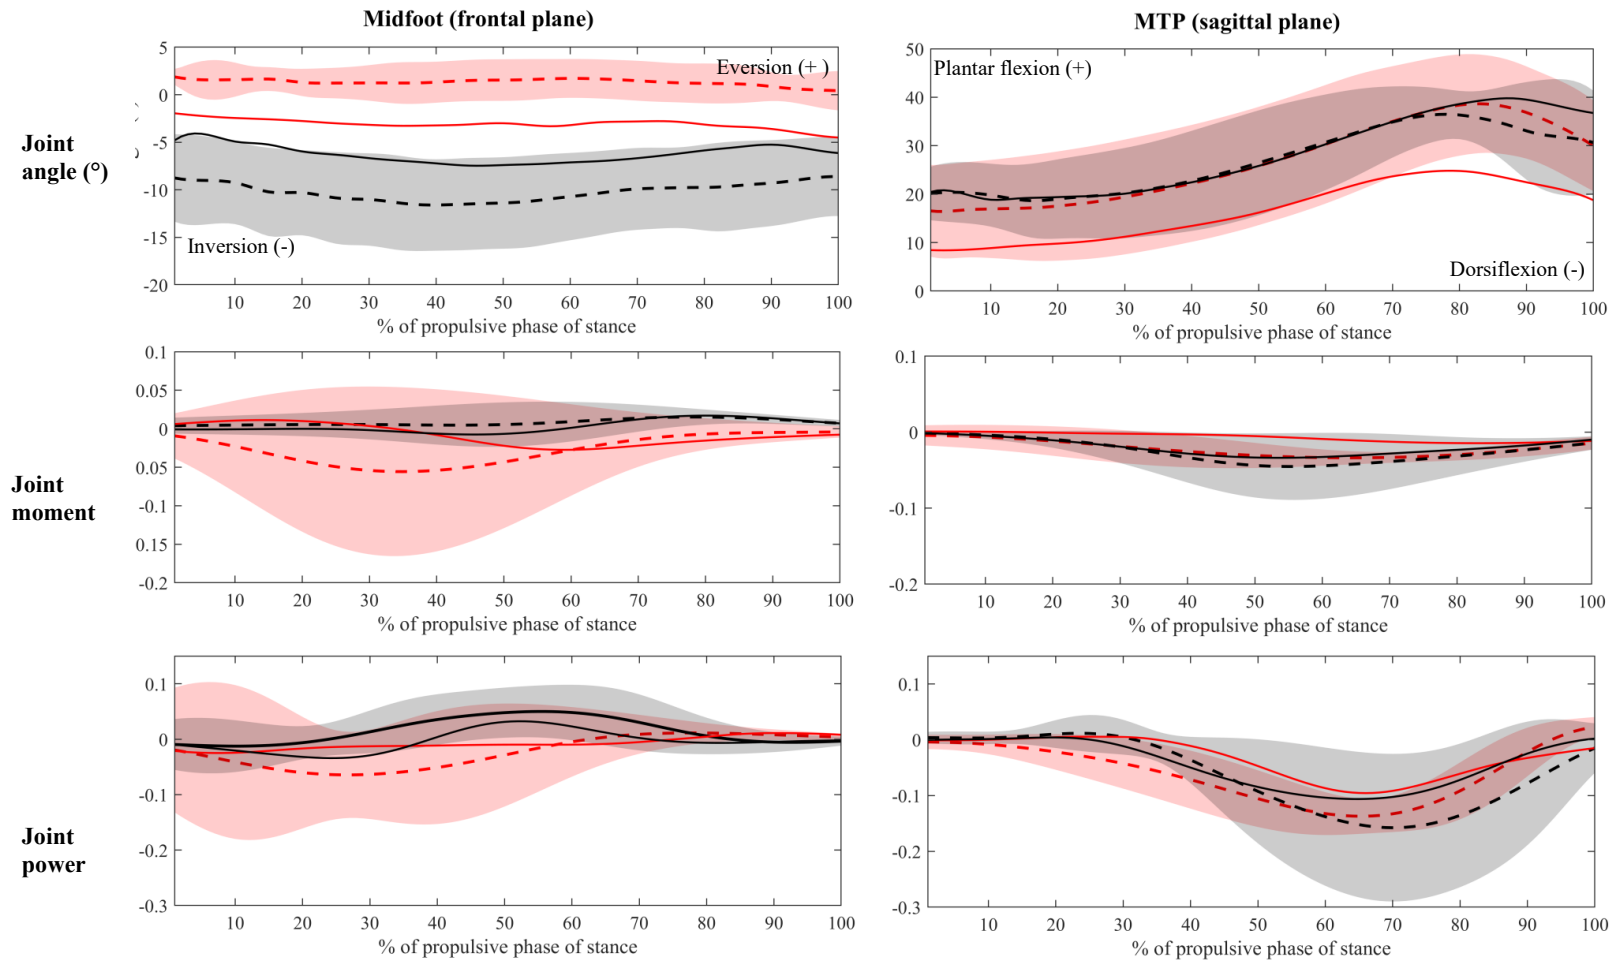 Midfoot (frontal plane)
MTP (sagittal plane)
Joint
angle (°)
5
0
-5
-10
-15
-20
Eversion (+ )
Inversion (-)
10 20 30 40 50 60 70 80 90 100
% of propulsive phase of stance
50
40
30
20
10
0
Plantar flexion (+)
Dorsiflexion (-)
10 20 30 40 50 60 70 80 90 100
% of propulsive phase of stance
Joint
moment
0.1
0.05
0
0.05
-0.1
0.15
-0.2
10 20 30 40 50 60 70 80 90 100
% of propulsive phase of stance
0.1
0
-0.1
-0.2
10 20 30 40 50 60 70 80 90 100
% of propulsive phase of stance
Joint
power
0.1
0
-0.1
-0.2
-0.3
10 20 30 40 50 60 70 80 90 100
% of propulsive phase of stance
0.1
0
-0.1
-0.2
-0.3
10 20 30 40 50 60 70 80 90 100
% of propulsive phase of stance